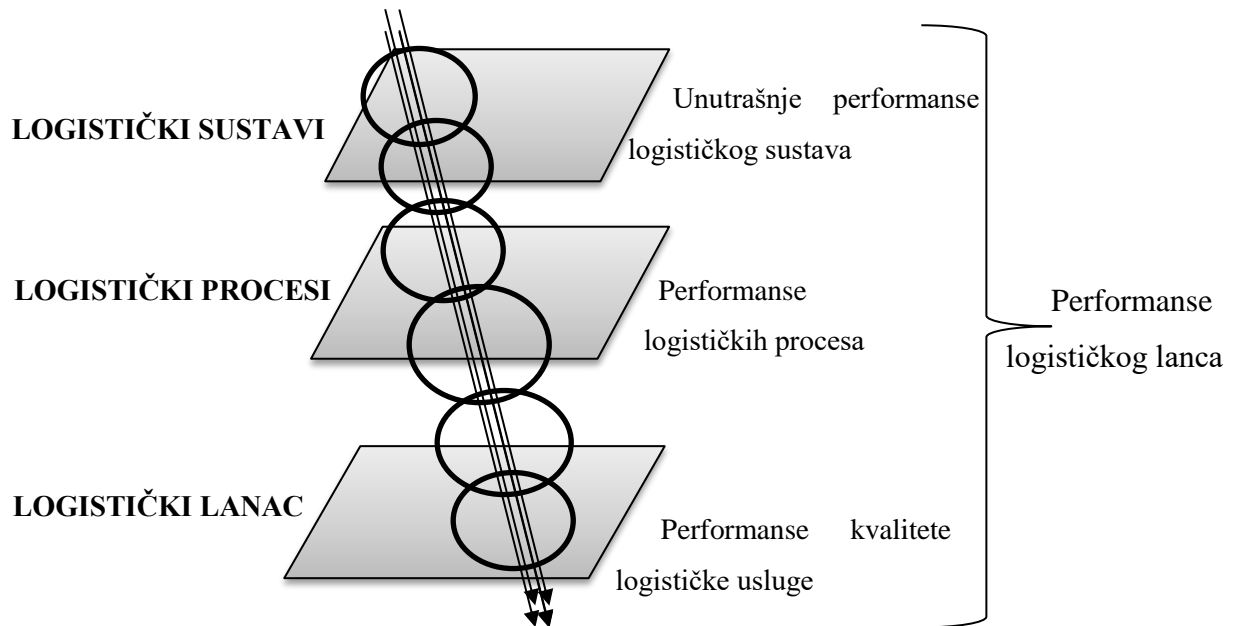 Unutrašnje performanse
LOGISTIČKI SUSTAVI
logističkog sustava
LOGISTIČKI PROCESI
Performanse
logističkih procesa
Performanse
logističkog lanca
LOGISTIČKI LANAC
Performanse kvalitete
logističke usluge